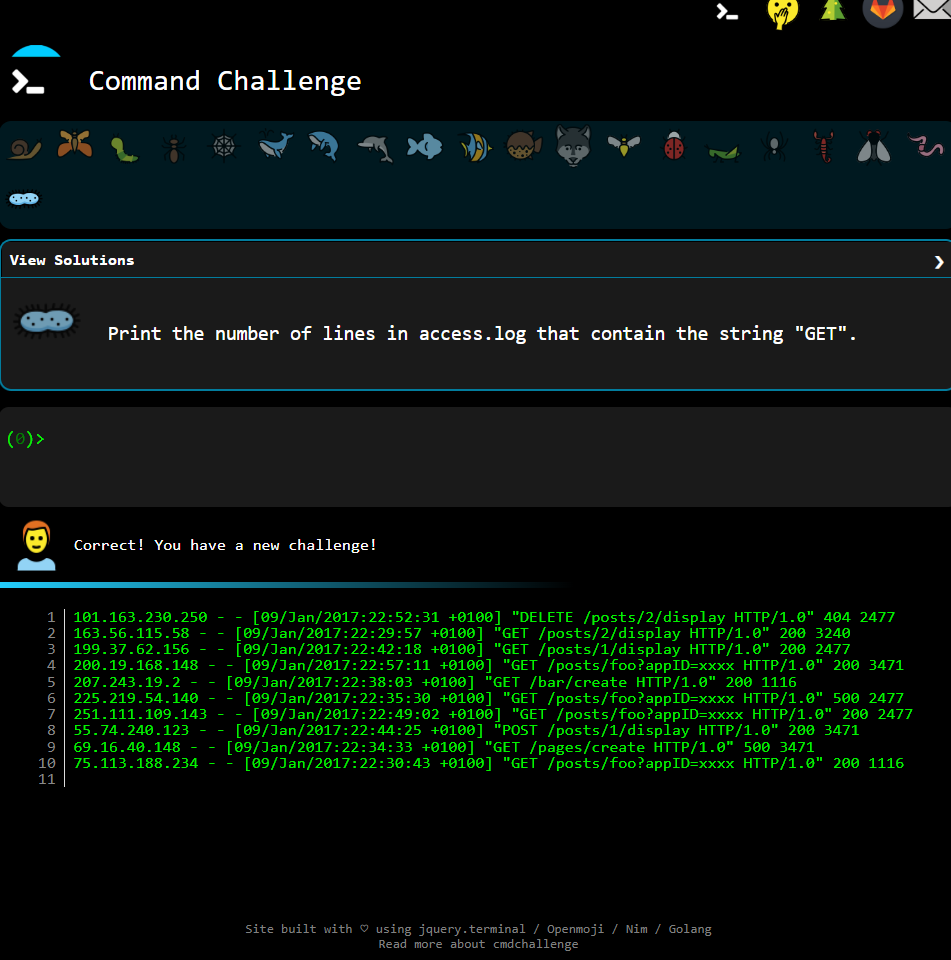 Command Challenge
View Solutions
Print the number of lines in access.log that contain the string "GET".
(0)>
Correct! You have a new challenge!
1 101.163.230.250 - - [09/Jan/2017:22:52:31 +0100] "DELETE /posts/2/display HTTP/1.0" 404 2477
2 163.56.115.58 - - [09/Jan/2017:22:29:57 +0100] "GET /posts/2/display HTTP/1.0" 200 3240
3 199.37.62.156 - - [09/Jan/2017:22:42:18 +0100] "GET /posts/1/display HTTP/1.0" 200 2477
4 200.19.168.148 - - [09/Jan/2017:22:57:11 +0100] "GET /posts/foo?appID=xxxx HTTP/1.0" 200 3471
5 207.243.19.2 - - [09/Jan/2017:22:38:03 +0100] "GET /bar/create HTTP/1.0" 200 1116
6 225.219.54.140 - - [09/Jan/2017:22:35:30 +0100] "GET /posts/foo?appID=xxxx HTTP/1.0" 500 2477
7 251.111.109.143 - - [09/Jan/2017:22:49:02 +0100] "GET /posts/foo?appID=xxxx HTTP/1.0" 200 2477
8 55.74.240.123 - - [09/Jan/2017:22:44:25 +0100] "POST /posts/1/display HTTP/1.0" 200 3471
9 69.16.40.148 - - [09/Jan/2017:22:34:33 +0100] "GET /pages/create HTTP/1.0" 500 3471
10 75.113.188.234 - - [09/Jan/2017:22:30:43 +0100] "GET /posts/foo?appID=xxxx HTTP/1.0" 200 1116
11
Site built with ♡ using jquery.terminal / Openmoji / Nim / Golang
Read more about cmdchallenge